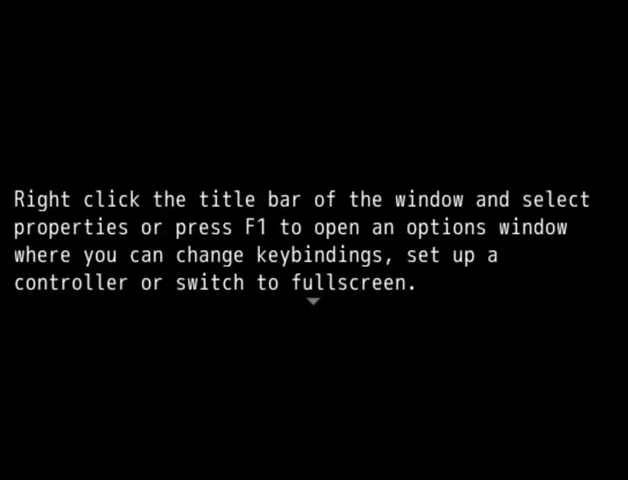 Right click the title bar of the window and select
properties or press F1 to open an options window
where you can change keybindings, set up a
controller or switch to fullscreen.